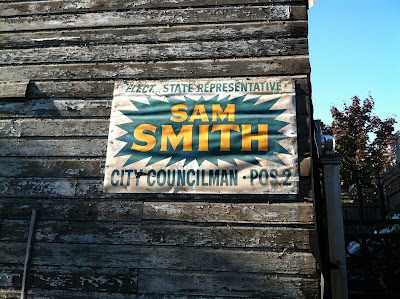 ELECT... STATE REPRESENTATIVE
SAM
SMITH
CITY COUNCILMAN • POS. 2